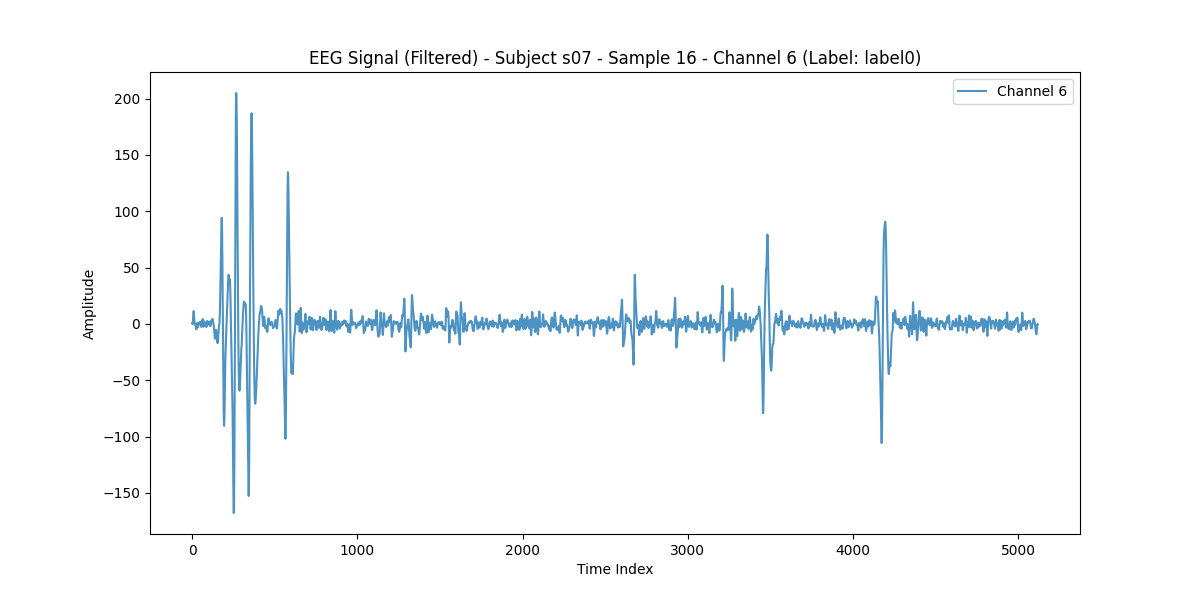 EEG Signal (Filtered) - Subject s07 - Sample 16 - Channel 6 (Label: label0)
Channel 6
200
150
100
50
0
−50
−100
−150
Amplitude
0 1000 2000 3000 4000 5000
Time Index